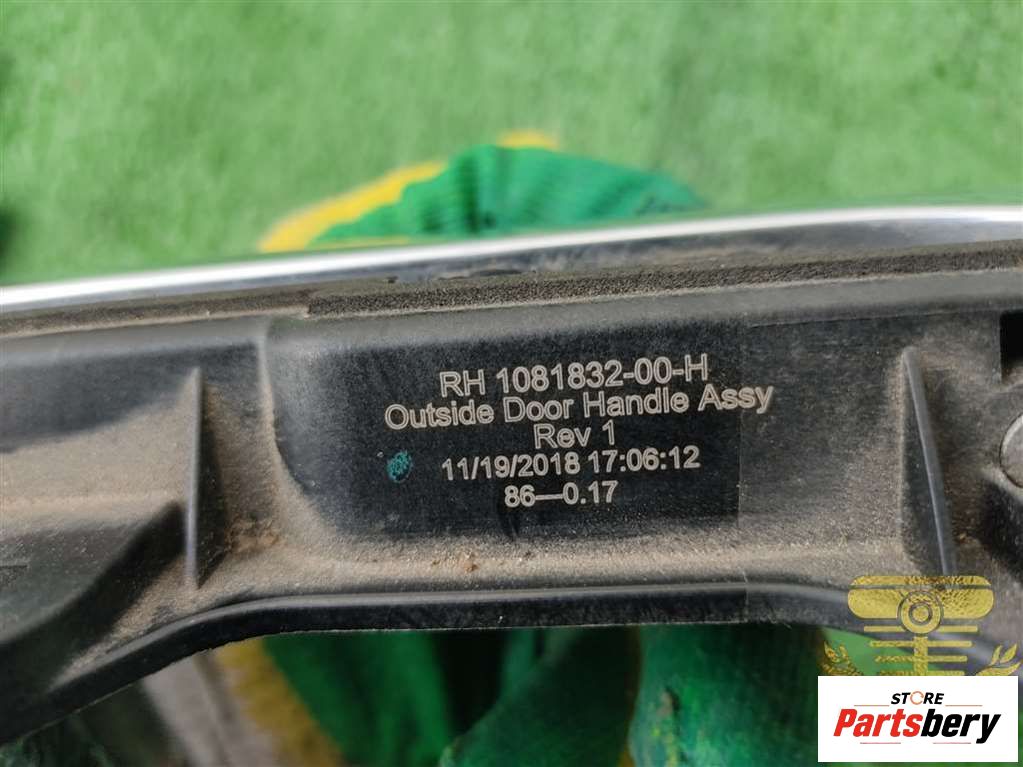 RH 1081832-00-H
Outside Door Handle Assy
Rev 1
11/19/2018 17:06:12
86—0.17
STORE
Partsbery